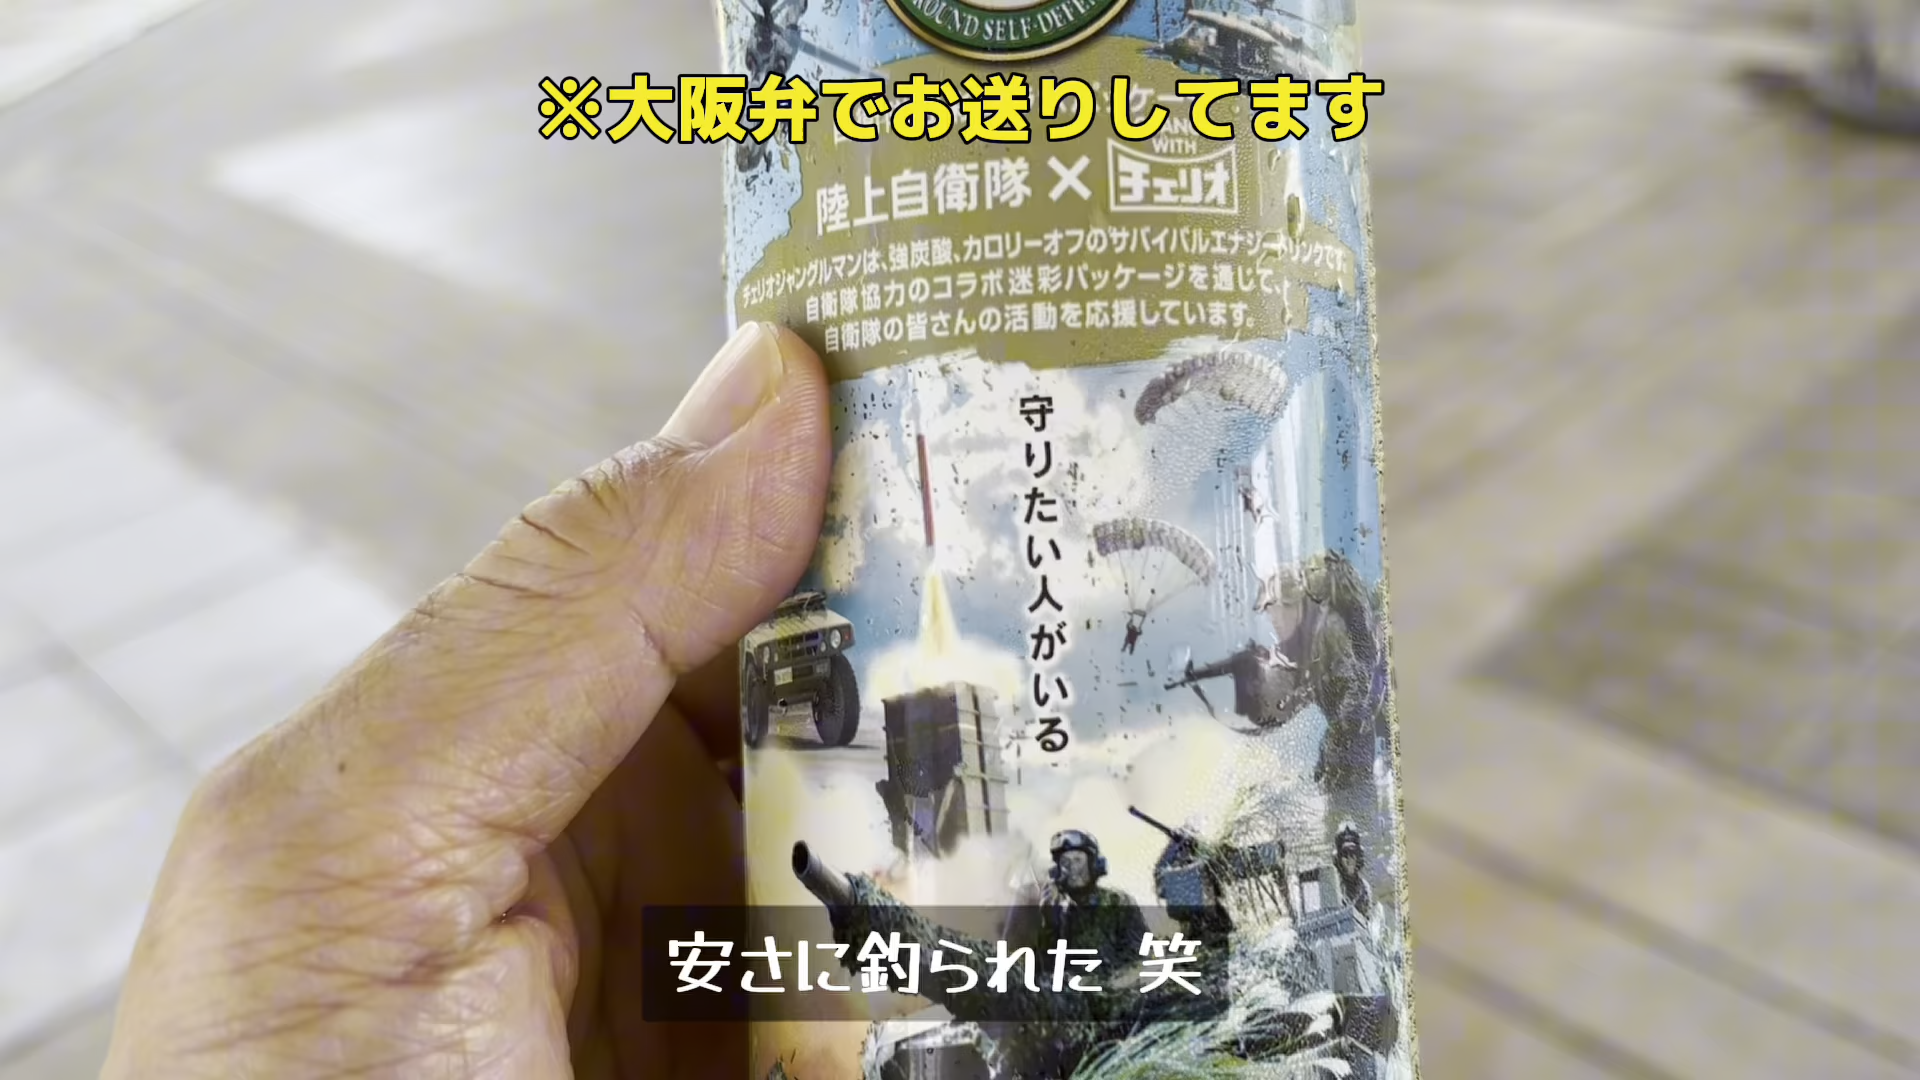 ROUND SELF-DEFE
※大阪弁でお送りしてます
WITH
陸上自衛隊×チェリオ
チェリオジャングルマンは、強炭酸、カロリーオフのサバイバルエナジードリンクです。
自衛隊協力のコラボ迷彩パッケージを通じて、
自衛隊の皆さんの活動を応援しています。
守りたい人がいる
安さに釣られた 笑